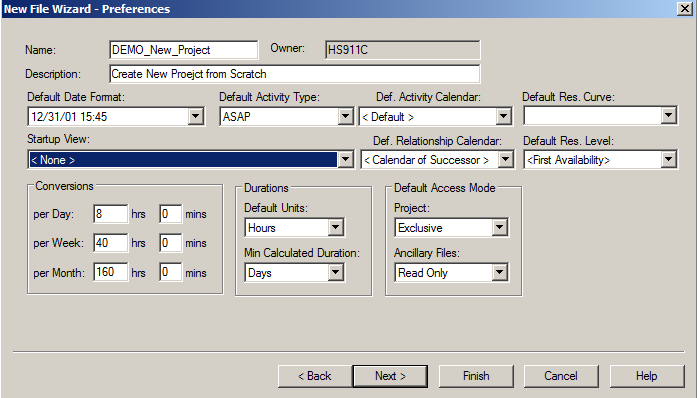 New File Wizard - Preferences
Name: DEMO_New_Project Owner: HS911C
Description: Create New Proejct from Scratch
Default Date Format: Default Activity Type: Def. Activity Calendar: Default Res. Curve:
12/31/01 15:45 ASAP < Default >
Startup View: Def. Relationship Calendar: Default Res. Level:
< None > < Calendar of Successor > <First Availability>
Conversions Durations Default Access Mode
per Day: 8 hrs 0 mins Default Units: Project:
Hours Exclusive
per Week: 40 hrs 0 mins Min Calculated Duration: Ancillary Files:
per Month: 160 hrs 0 mins Days Read Only
< Back Next > Finish Cancel Help